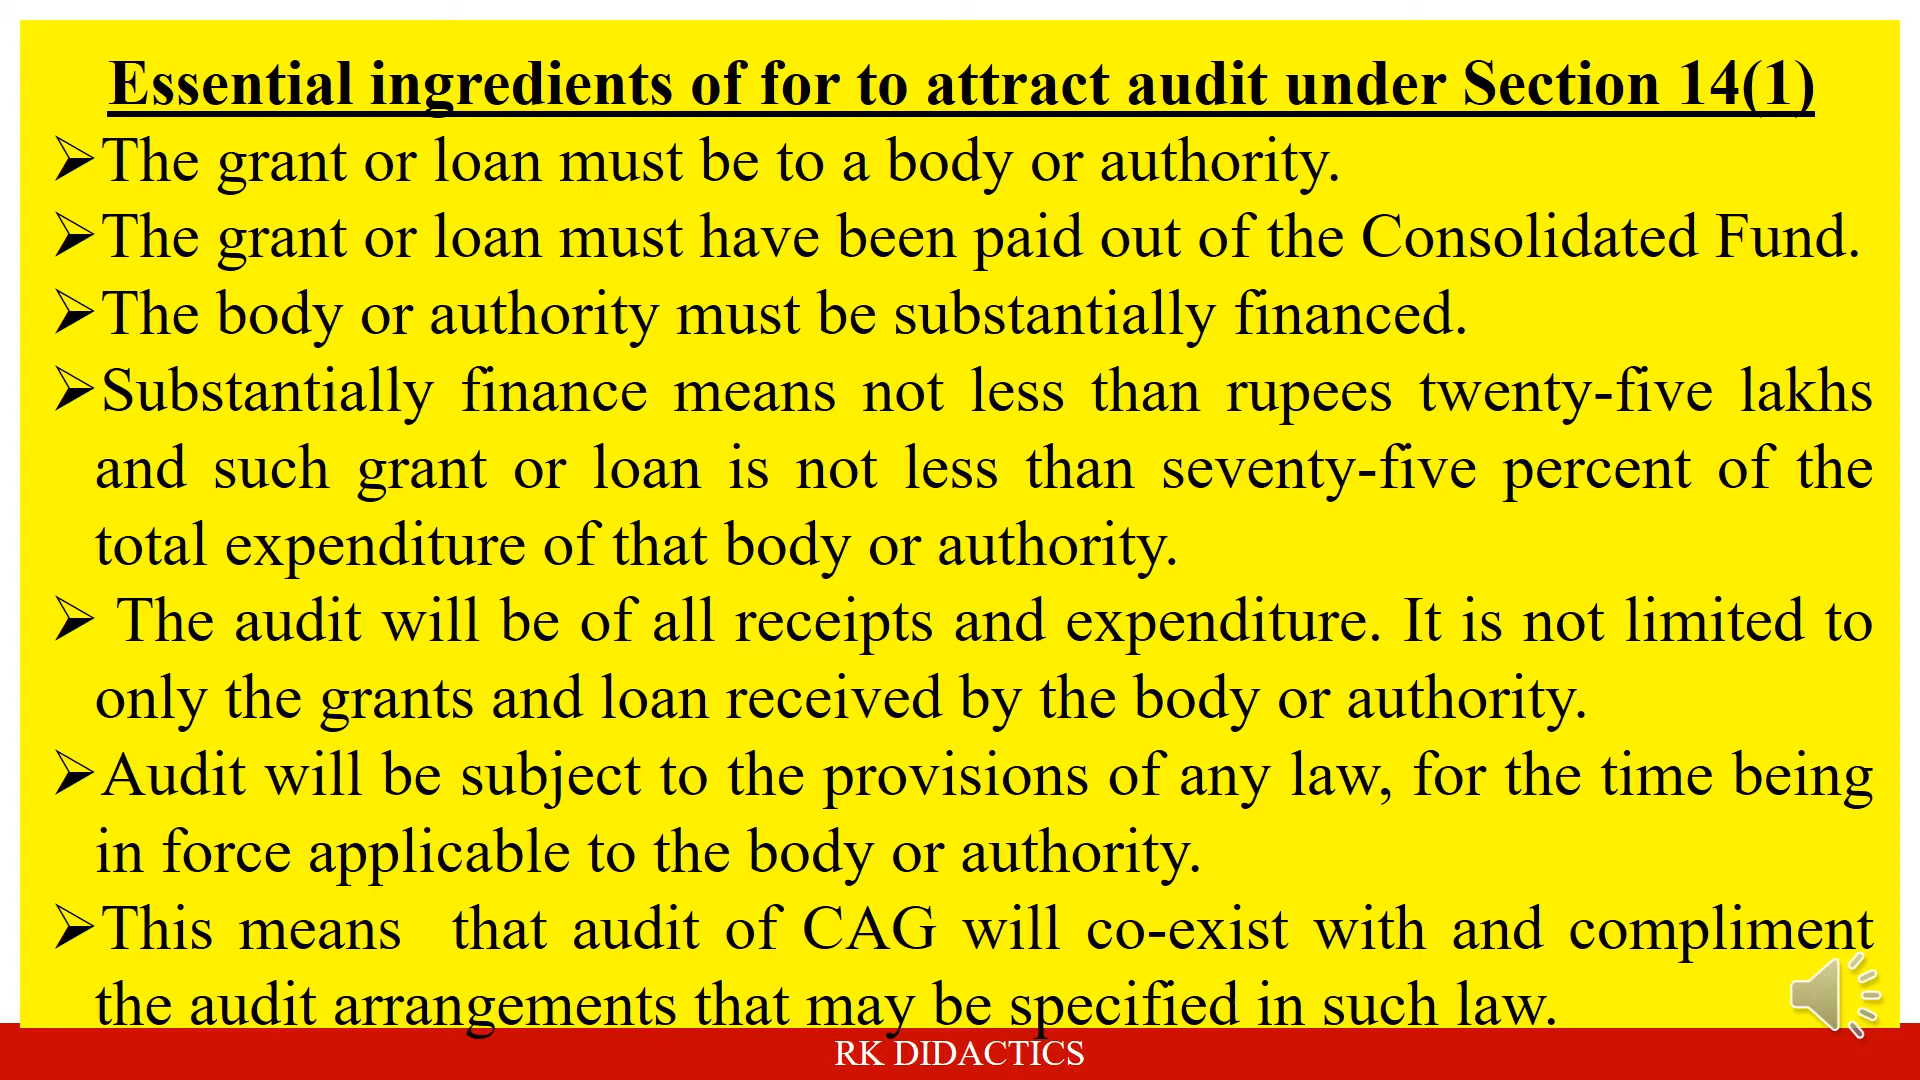 Essential ingredients of for to attract audit under Section 14(1)
➢The grant or loan must be to a body or authority.
➢The grant or loan must have been paid out of the Consolidated Fund.
➢The body or authority must be substantially financed.
➢Substantially finance means not less than rupees twenty-five lakhs
and such grant or loan is not less than seventy-five percent of the
total expenditure of that body or authority.
➢ The audit will be of all receipts and expenditure. It is not limited to
only the grants and loan received by the body or authority.
➢Audit will be subject to the provisions of any law, for the time being
in force applicable to the body or authority.
➢This means that audit of CAG will co-exist with and compliment
the audit arrangements that may be specified in such law.
RK DIDACTICS